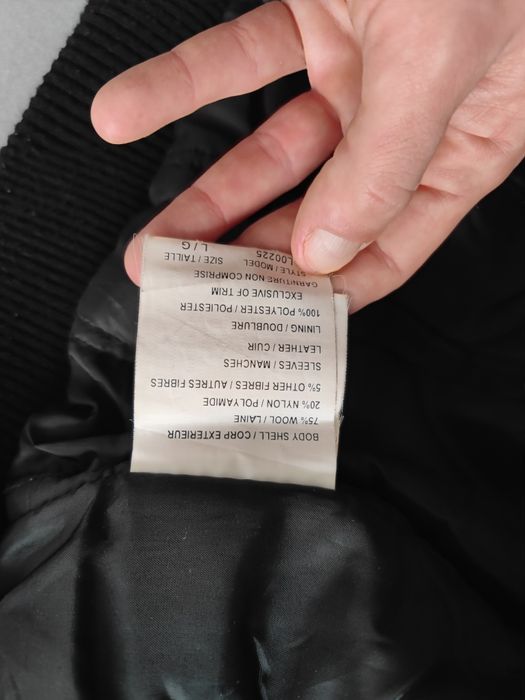 BODY SHELL / CORP EXTERIEUR
75% WOOL / LAINE
20% NYLON / POLYAMIDE
5% OTHER FIBRES / AUTRES FIBRES
SLEEVES / MANCHES
LEATHER / CUIR
LINING / DOUBLURE
100% POLYESTER / POLIESTER
EXCLUSIVE OF TRIM
GARNITURE NON COMPRISE
STYLE / MODEL SIZE / TAILLE
L00225 L / G